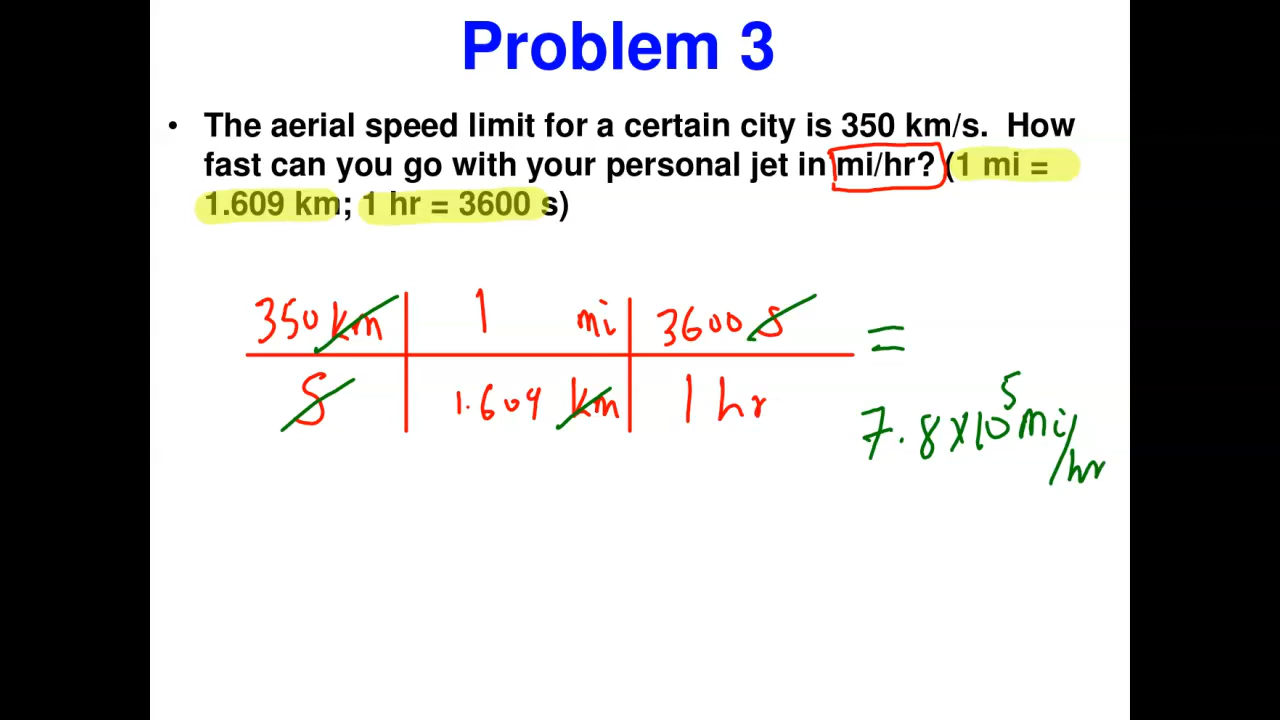 Problem 3
• The aerial speed limit for a certain city is 350 km/s. How
fast can you go with your personal jet in mi/hr? (1 mi =
1.609 km; 1 hr = 3600 s)
350 km 1 mi 3600 s =
s 1.609 km 1 hr
7.8 x 10⁵ mi/hr